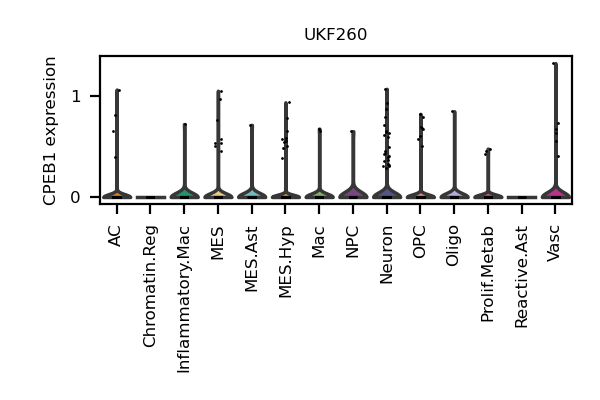 UKF260
CPEB1 expression
1
0
AC
Chromatin.Reg
Inflammatory.Mac
MES
MES.Ast
MES.Hyp
Mac
NPC
Neuron
OPC
Oligo
Prolif.Metab
Reactive.Ast
Vasc